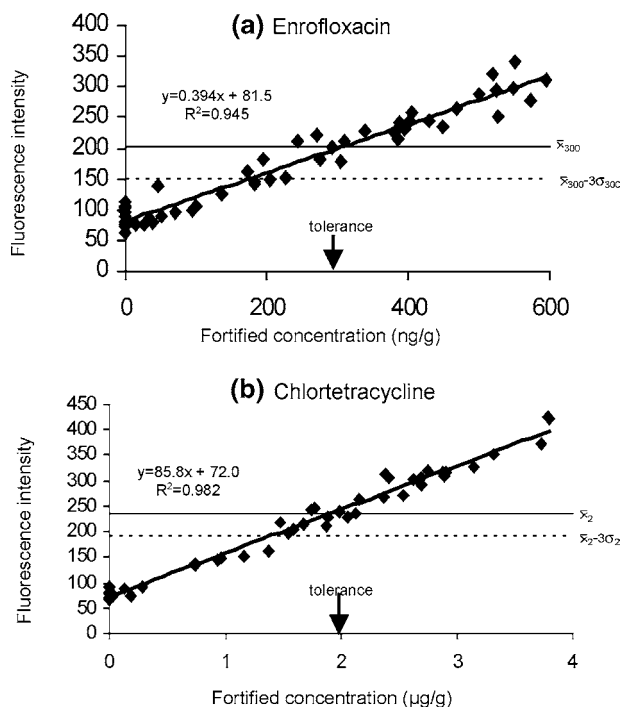 (a) Enrofloxacin
400
350
300
250
200
150
100
50
0
Fluorescence intensity
y=0.394x + 81.5
R²=0.945
x̄₃₀₀
x̄₃₀₀-3σ₃₀₀
tolerance
0 200 400 600
Fortified concentration (ng/g)
(b) Chlortetracycline
450
400
350
300
250
200
150
100
50
0
Fluorescence intensity
y=85.8x + 72.0
R²=0.982
x̄₂
x̄₂-3σ₂
tolerance
0 1 2 3 4
Fortified concentration (μg/g)